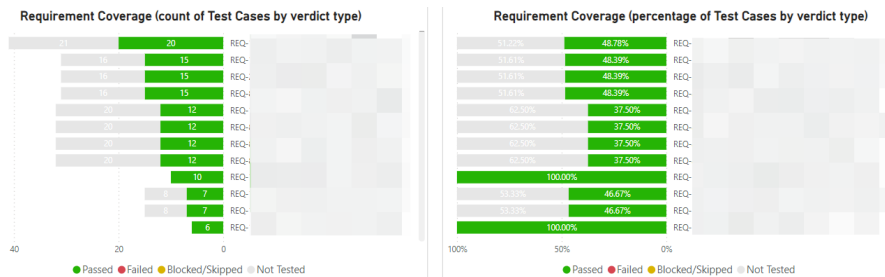 Requirement Coverage (count of Test Cases by verdict type)
21 20 REQ-
16 15 REQ-
16 15 REQ-
16 15 REQ-
20 12 REQ-
20 12 REQ-
20 12 REQ-
20 12 REQ-
10 REQ-
8 7 REQ-
8 7 REQ-
6 REQ-
40 20 0
Passed Failed Blocked/Skipped Not Tested
Requirement Coverage (percentage of Test Cases by verdict type)
51.22% 48.78% REQ-
51.61% 48.39% REQ-
51.61% 48.39% REQ-
51.61% 48.39% REQ-
62.50% 37.50% REQ-
62.50% 37.50% REQ-
62.50% 37.50% REQ-
62.50% 37.50% REQ-
100.00% REQ-
53.33% 46.67% REQ-
53.33% 46.67% REQ-
100.00% REQ-
100% 50% 0%
Passed Failed Blocked/Skipped Not Tested